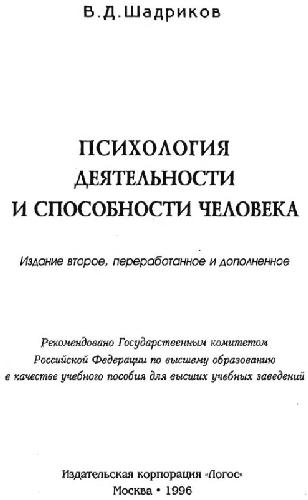 В.Д.Шадриков
ПСИХОЛОГИЯ
ДЕЯТЕЛЬНОСТИ
И СПОСОБНОСТИ ЧЕЛОВЕКА
Издание второе, переработанное и дополненное
Рекомендовано Государственным комитетом
Российской Федерации по высшему образованию
в качестве учебного пособия для высших учебных заведений
Издательская корпорация «Логос»
Москва • 1996